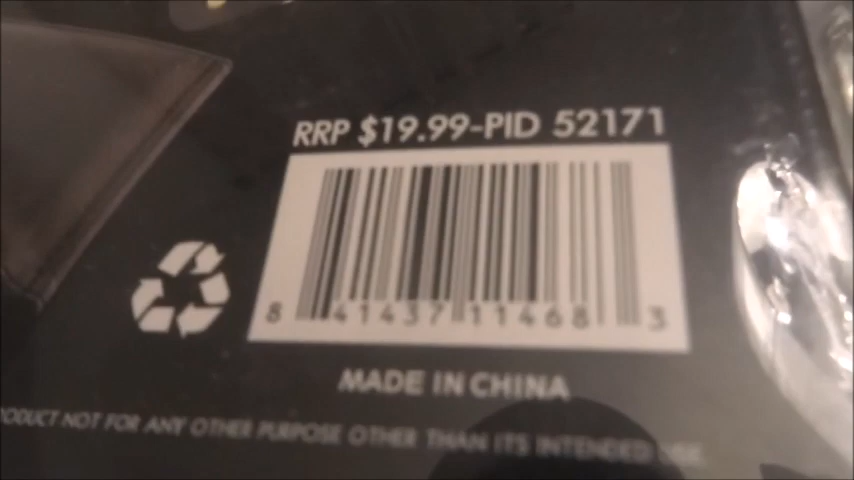 RRP $19.99-PID 52171
8 41437 11468 3
MADE IN CHINA
PRODUCT NOT FOR ANY OTHER PURPOSE OTHER THAN ITS INTENDED USE